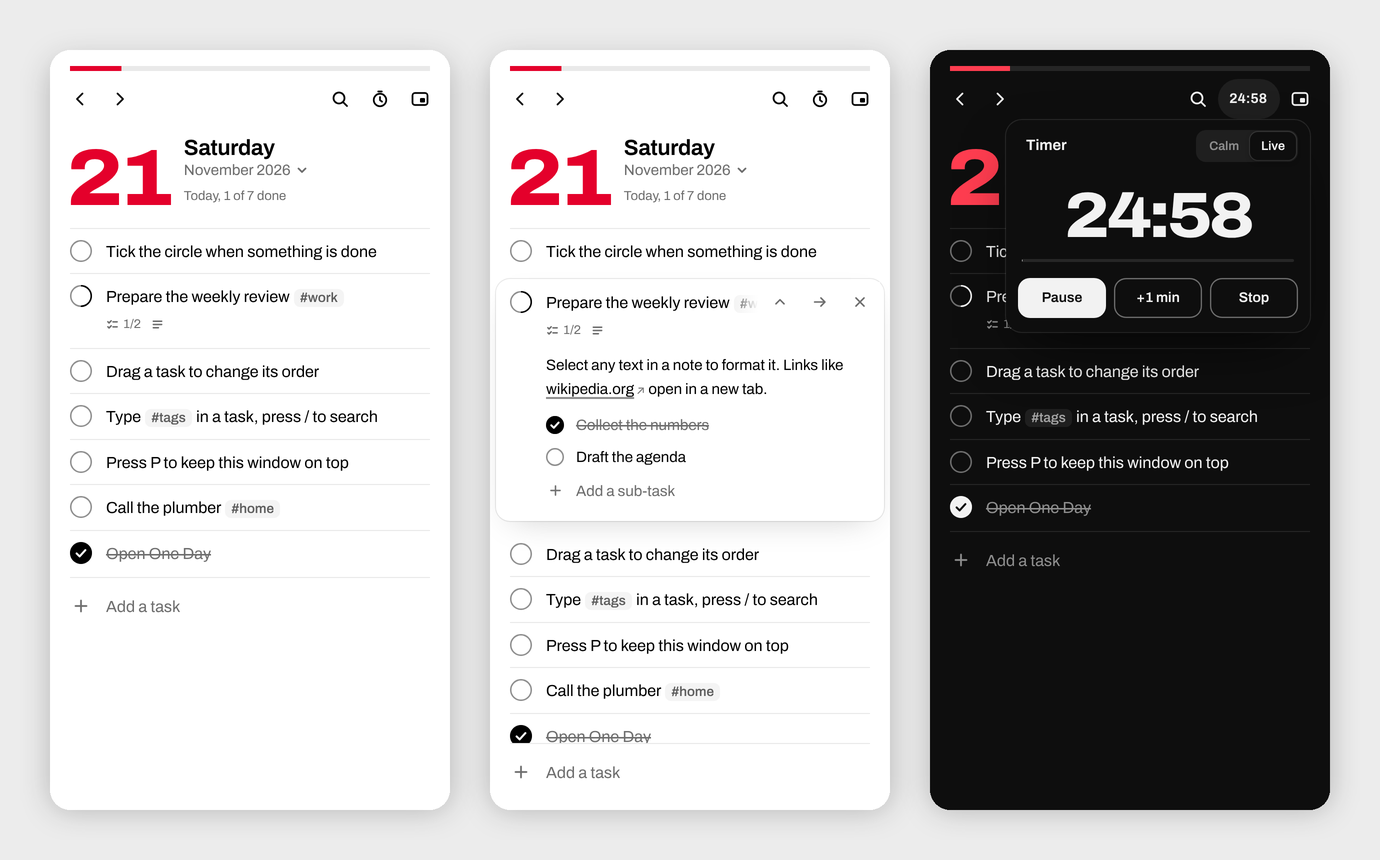 21
Saturday
November 2026
Today, 1 of 7 done
Tick the circle when something is done
Prepare the weekly review #work
1/2
Drag a task to change its order
Type #tags in a task, press / to search
Press P to keep this window on top
Call the plumber #home
Open One Day
Add a task
21
Saturday
November 2026
Today, 1 of 7 done
Tick the circle when something is done
Prepare the weekly review #w
1/2
Select any text in a note to format it. Links like
wikipedia.org open in a new tab.
Collect the numbers
Draft the agenda
Add a sub-task
Drag a task to change its order
Type #tags in a task, press / to search
Press P to keep this window on top
Call the plumber #home
Open One Day
Add a task
24:58
Timer Calm Live
2
24:58
Tic
Pre
Pause +1 min Stop
1
Drag a task to change its order
Type #tags in a task, press / to search
Press P to keep this window on top
Open One Day
Add a task